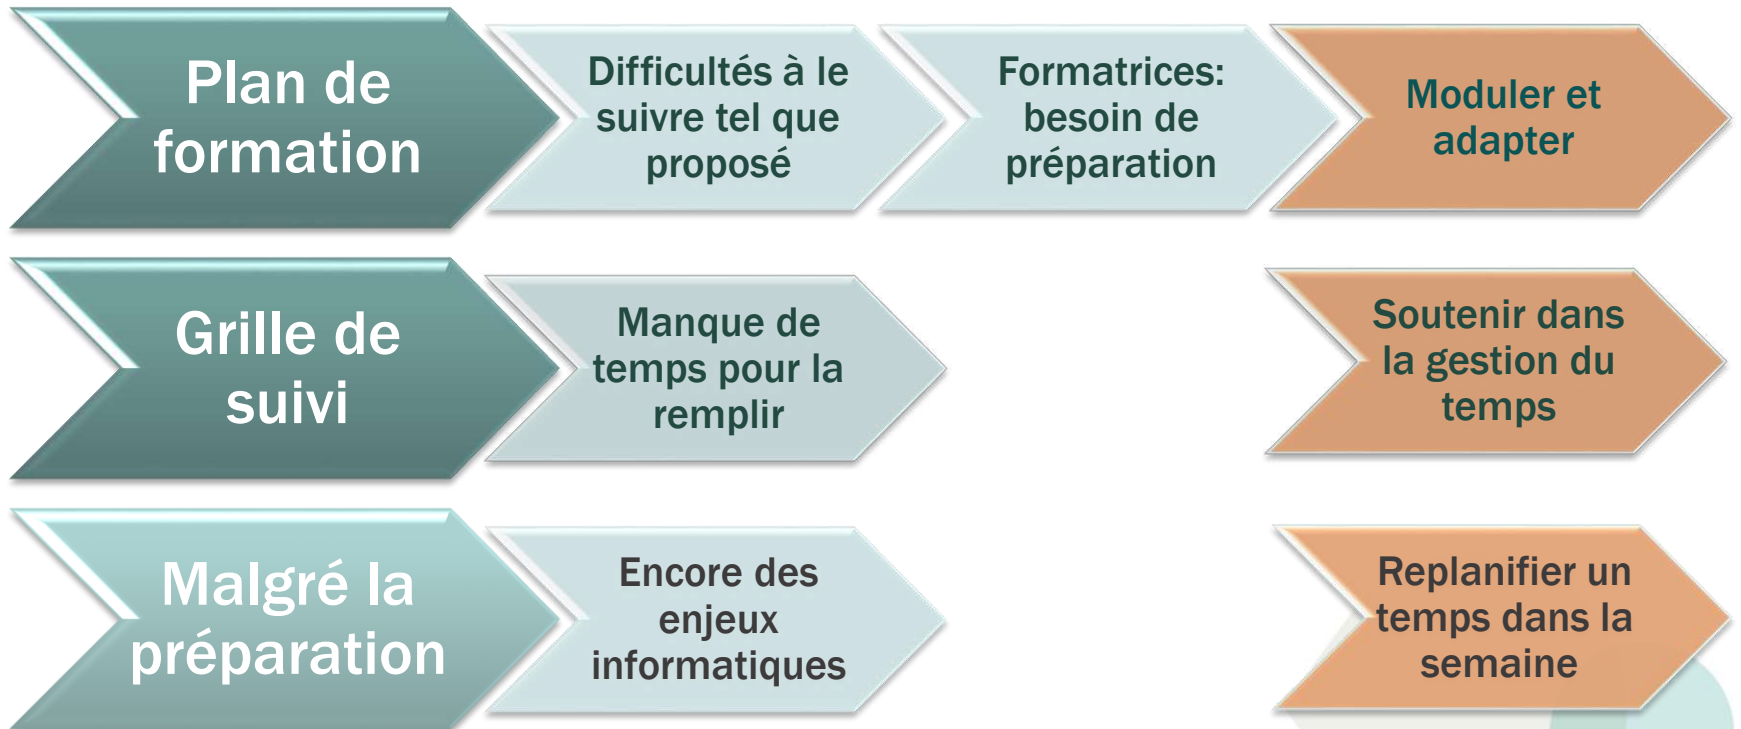 Plan de
formation
Difficultés à le
suivre tel que
proposé
Formatrices:
besoin de
préparation
Moduler et
adapter
Grille de
suivi
Manque de
temps pour la
remplir
Soutenir dans
la gestion du
temps
Malgré la
préparation
Encore des
enjeux
informatiques
Replanifier un
temps dans la
semaine